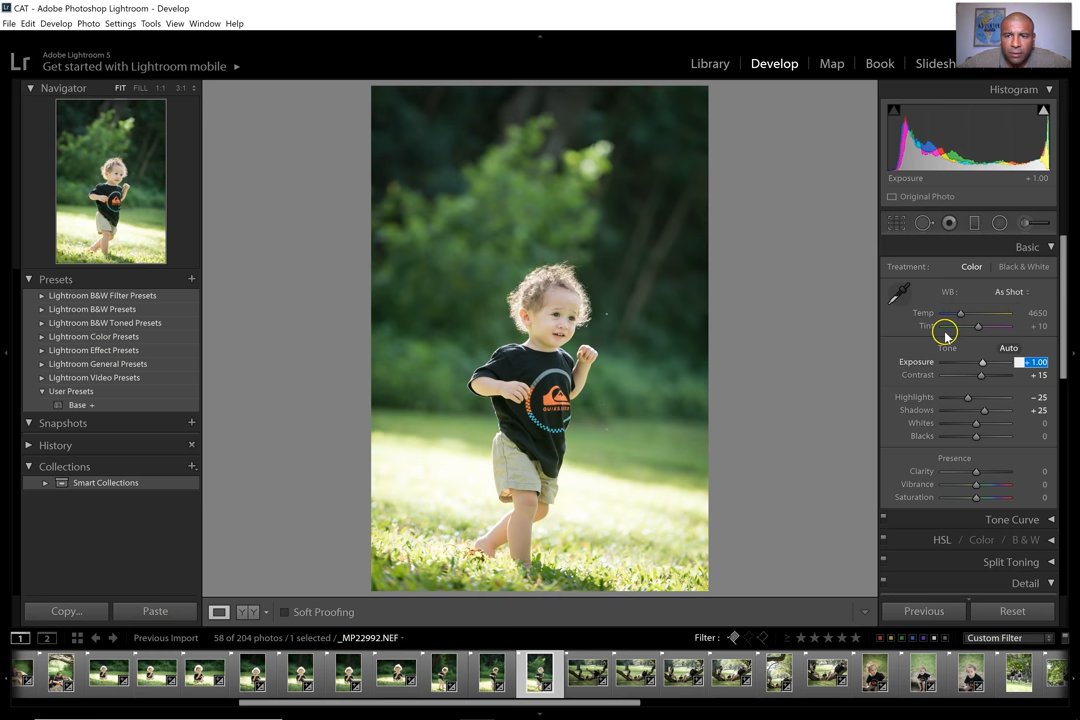 CAT - Adobe Photoshop Lightroom - Develop
File Edit Develop Photo Settings Tools View Window Help
Lr
Adobe Lightroom 5
Get started with Lightroom mobile
Library | Develop | Map | Book | Slidesh
Navigator FIT FILL 1:1 3:1
Presets
Lightroom B&W Filter Presets
Lightroom B&W Presets
Lightroom B&W Toned Presets
Lightroom Color Presets
Lightroom Effect Presets
Lightroom General Presets
Lightroom Video Presets
User Presets
Base +
Snapshots
History
Collections
Smart Collections
Copy... Paste
Histogram
Exposure + 1.00
Original Photo
Basic
Treatment : Color | Black & White
WB : As Shot
Temp 4650
Tint + 10
Tone Auto
Exposure + 1.00
Contrast + 15
Highlights − 25
Shadows + 25
Whites 0
Blacks 0
Presence
Clarity 0
Vibrance 0
Saturation 0
Tone Curve
HSL / Color / B & W
Split Toning
Detail
Previous Reset
Y Y Soft Proofing
1 2 Previous Import 58 of 204 photos / 1 selected / _MP22992.NEF Filter : Custom Filter